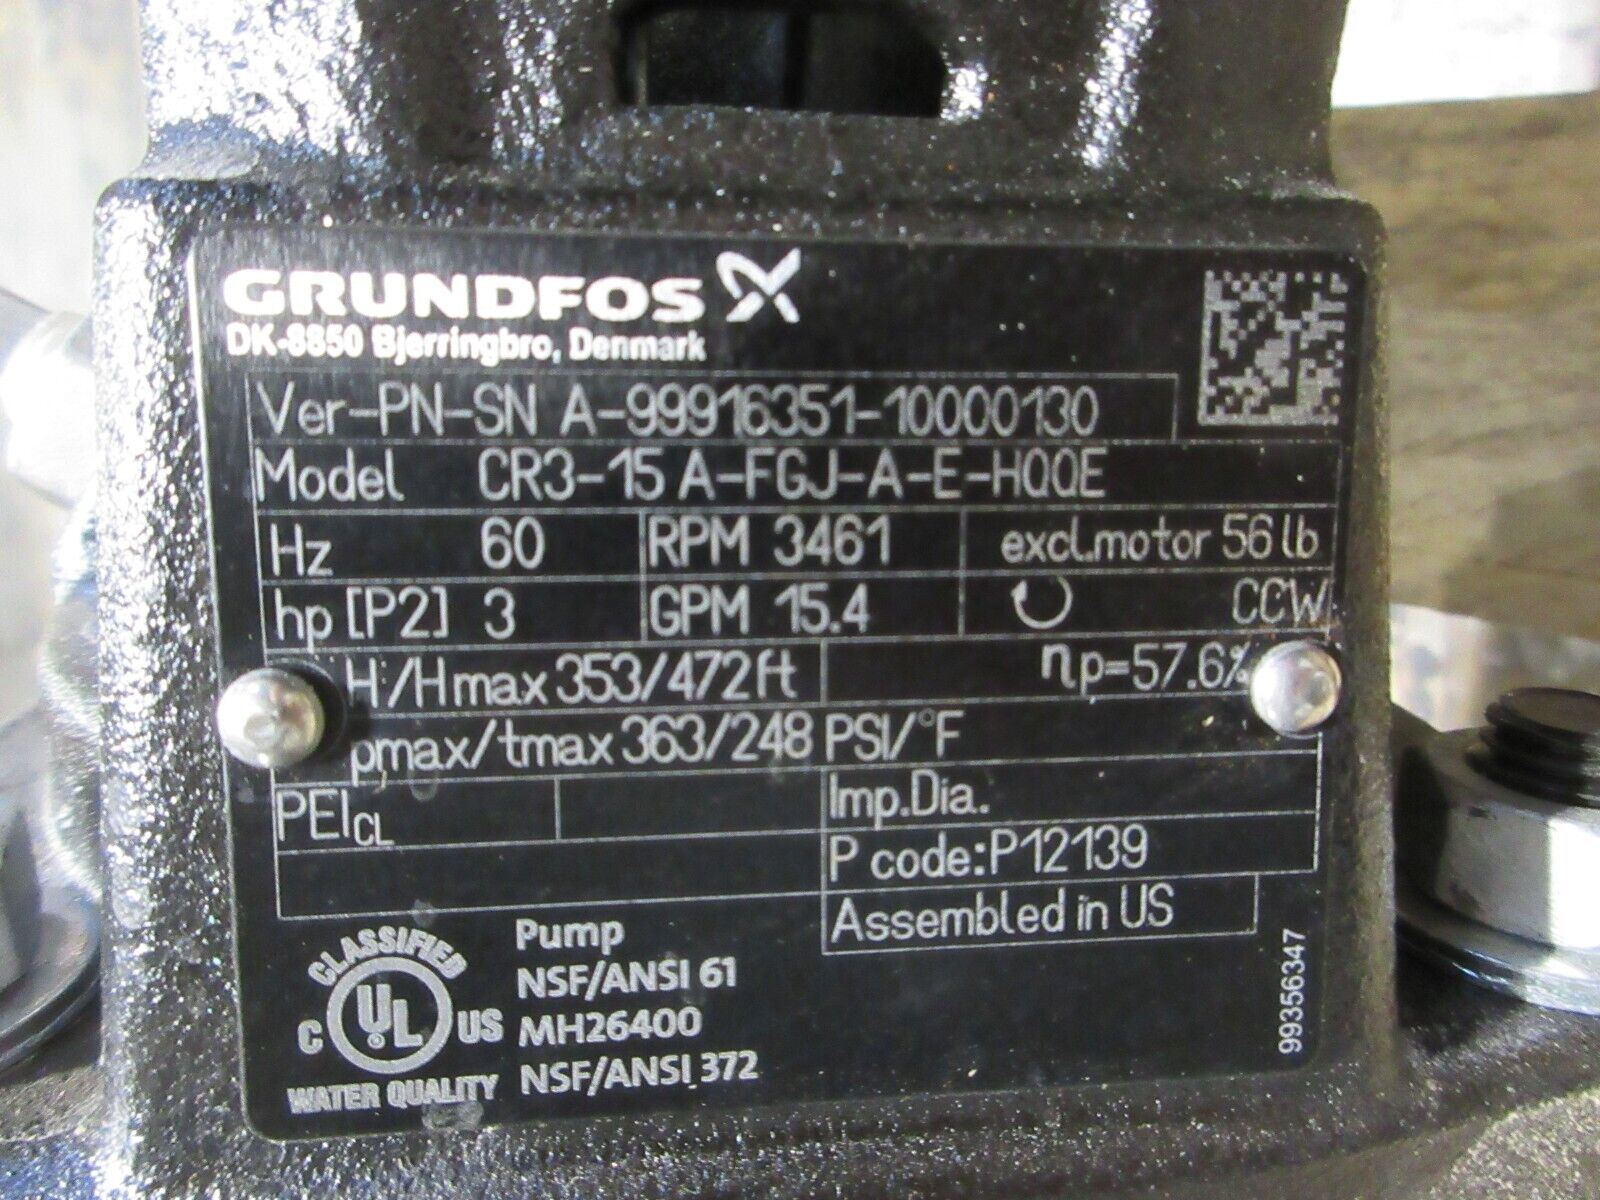 GRUNDFOS
DK-8850 Bjerringbro, Denmark
Ver-PN-SN A-99916351-10000130
Model CR3-15 A-FGJ-A-E-HQQE
Hz 60 RPM 3461 excl.motor 56 lb
hp [P2] 3 GPM 15.4 CCW
H/Hmax 353/472 ft ηp=57.6%
pmax/tmax 363/248 PSI/°F
PEICL Imp.Dia.
P code:P12139
Assembled in US
CLASSIFIED
C UL US
WATER QUALITY
Pump
NSF/ANSI 61
MH26400
NSF/ANSI 372
99356347